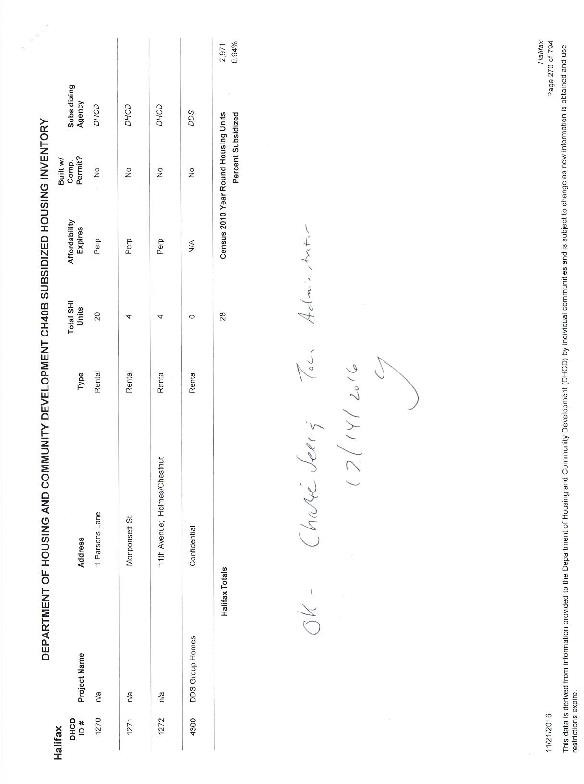 DEPARTMENT OF HOUSING AND COMMUNITY DEVELOPMENT CH40B SUBSIDIZED HOUSING INVENTORY
Halifax
DHCD ID # Project Name Address Type Total SHI Units Affordability Expires Built w/ Comp. Permit? Subsidizing Agency
1270 n/a 1 Parsons Lane Rental 20 Perp No DHCD
1271 n/a Monponsett St. Rental 4 Perp No DHCD
1272 n/a 11th Avenue; Holmes/Chestnut Rental 4 Perp No DHCD
4300 DDS Group Homes Confidential Rental 0 N/A No DDS
Halifax Totals 28 Census 2010 Year Round Housing Units 2,971
Percent Subsidized 0.94%
OK - Charlie Seelig Town Administrator
12/14/2016
11/21/2016
Halifax
Page 270 of 794
This data is derived from information provided to the Department of Housing and Community Development (DHCD) by individual communities and is subject to change as new information is obtained and use
restrictions expire.